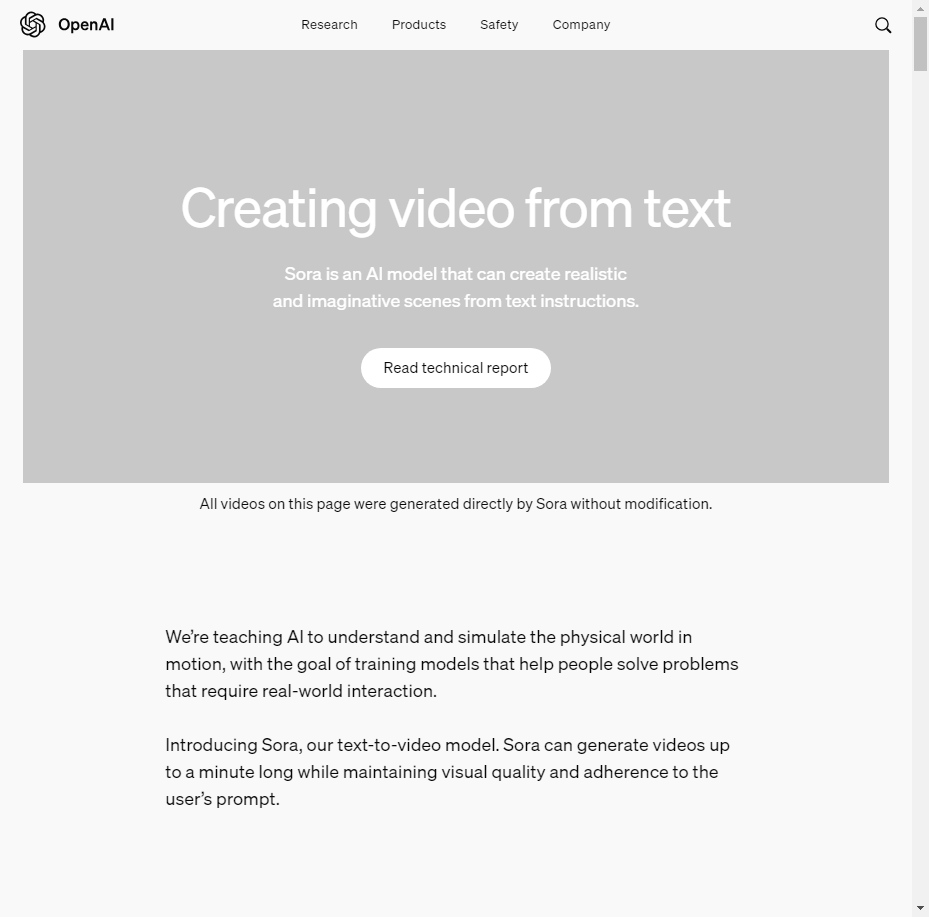 OpenAI
Research Products Safety Company
Creating video from text
Sora is an AI model that can create realistic
and imaginative scenes from text instructions.
Read technical report
All videos on this page were generated directly by Sora without modification.
We’re teaching AI to understand and simulate the physical world in
motion, with the goal of training models that help people solve problems
that require real-world interaction.
Introducing Sora, our text-to-video model. Sora can generate videos up
to a minute long while maintaining visual quality and adherence to the
user’s prompt.